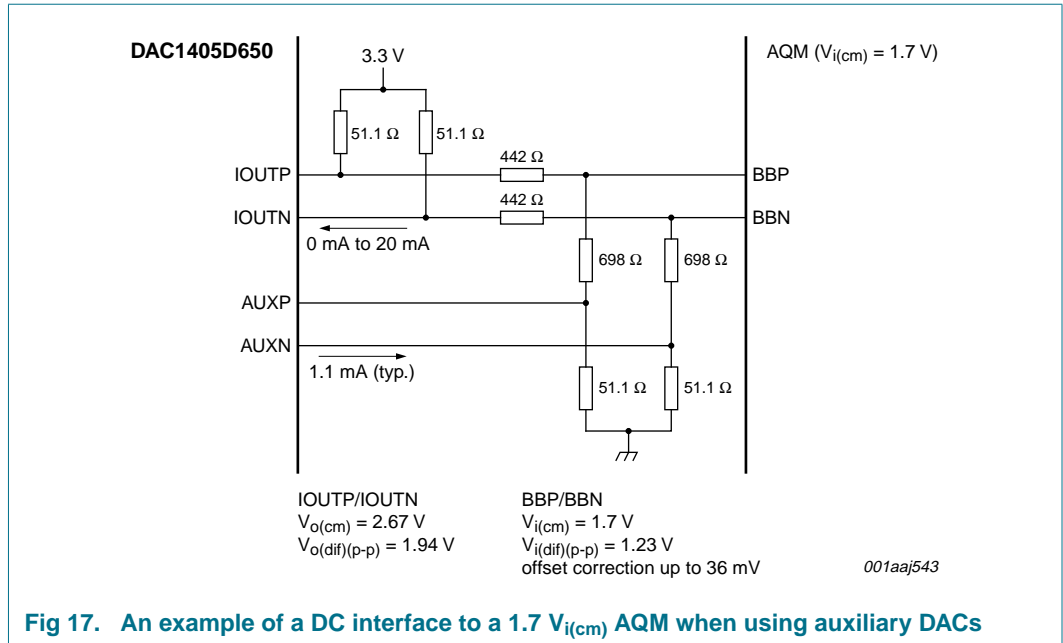 DAC1405D650
AQM (Vi(cm) = 1.7 V)
3.3 V
51.1 Ω
51.1 Ω
442 Ω
IOUTP
BBP
442 Ω
IOUTN
BBN
0 mA to 20 mA
698 Ω
698 Ω
AUXP
AUXN
1.1 mA (typ.)
51.1 Ω
51.1 Ω
IOUTP/IOUTN
Vo(cm) = 2.67 V
Vo(dif)(p-p) = 1.94 V
BBP/BBN
Vi(cm) = 1.7 V
Vi(dif)(p-p) = 1.23 V
offset correction up to 36 mV
001aaj543
Fig 17. An example of a DC interface to a 1.7 Vi(cm) AQM when using auxiliary DACs